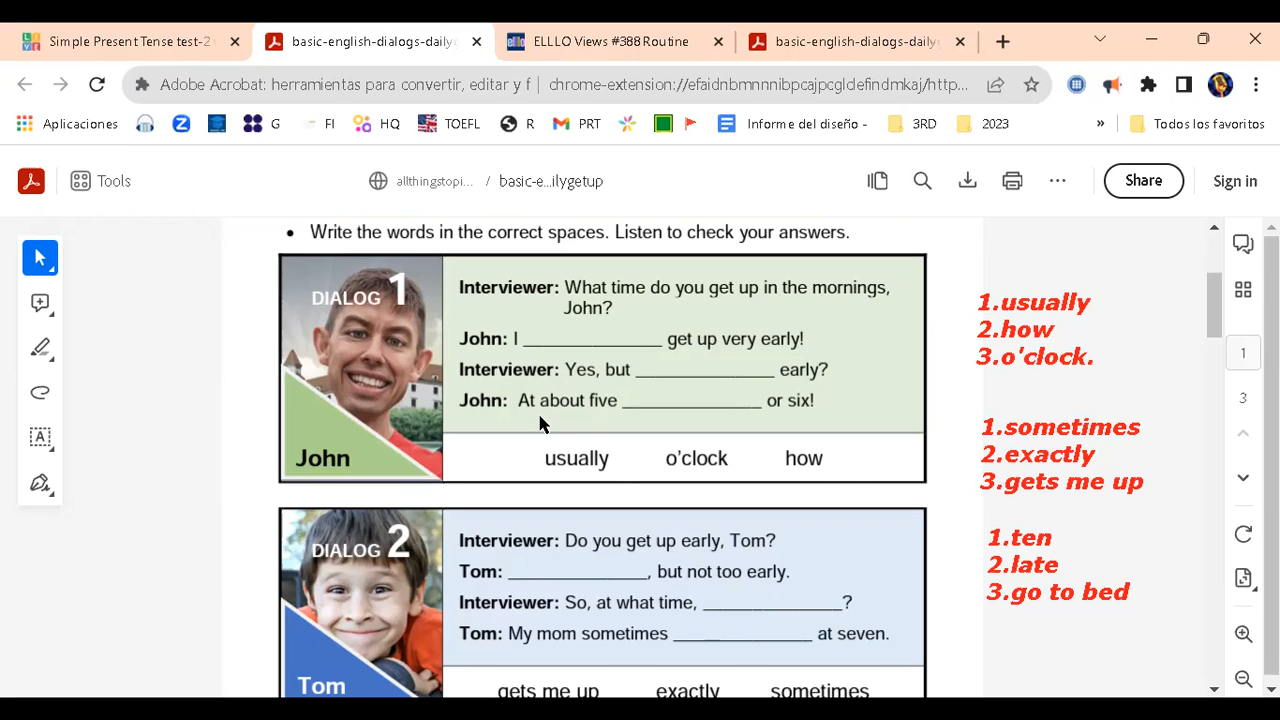 Simple Present Tense test-2
basic-english-dialogs-daily
ELLLO Views #388 Routine
basic-english-dialogs-daily
Adobe Acrobat: herramientas para convertir, editar y f | chrome-extension://efaidnbmnnnibpcajpcglclefindmkaj/http...
Aplicaciones
G
FI
HQ
TOEFL
R
PRT
Informe del diseño -
3RD
2023
»
Todos los favoritos
Tools
allthingstopi... / basic-e...ilygetup
Share
Sign in
• Write the words in the correct spaces. Listen to check your answers.
DIALOG 1
John
Interviewer: What time do you get up in the mornings,
John?
John: I ______________ get up very early!
Interviewer: Yes, but ______________ early?
John: At about five ______________ or six!
usually o'clock how
DIALOG 2
Tom
Interviewer: Do you get up early, Tom?
Tom: ______________, but not too early.
Interviewer: So, at what time, ______________?
Tom: My mom sometimes ______________ at seven.
gets me up exactly sometimes
1.usually
2.how
3.o'clock.
1.sometimes
2.exactly
3.gets me up
1.ten
2.late
3.go to bed
1
3